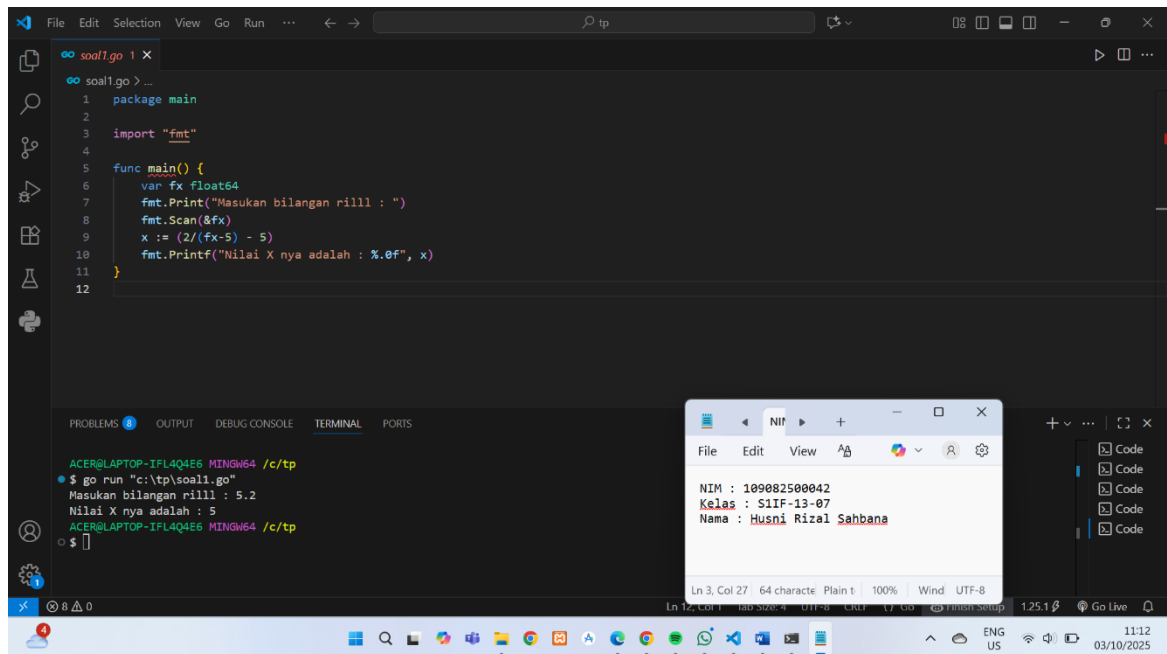 File Edit Selection View Go Run ··· ← → tp
soal1.go 1 ×
soal1.go > ...
1 package main
2
3 import "fmt"
4
5 func main() {
6 var fx float64
7 fmt.Print("Masukan bilangan rilll : ")
8 fmt.Scan(&fx)
9 x := (2/(fx-5) - 5)
10 fmt.Printf("Nilai X nya adalah : %.0f", x)
11 }
12
PROBLEMS 8 OUTPUT DEBUG CONSOLE TERMINAL PORTS
ACER@LAPTOP-IFL4Q4E6 MINGW64 /c/tp
$ go run "c:\tp\soal1.go"
Masukan bilangan rilll : 5.2
Nilai X nya adalah : 5
ACER@LAPTOP-IFL4Q4E6 MINGW64 /c/tp
$
Code
Code
Code
Code
Code
NIM
File Edit View
NIM : 109082500042
Kelas : S1IF-13-07
Nama : Husni Rizal Sahbana
Ln 3, Col 27 64 characte Plain t 100% Wind UTF-8
8 0 Ln 12, Col 1 Tab Size: 4 UTF-8 CRLF {} Go Finish Setup 1.25.1 Go Live
1
4
ENG
US
11:12
03/10/2025